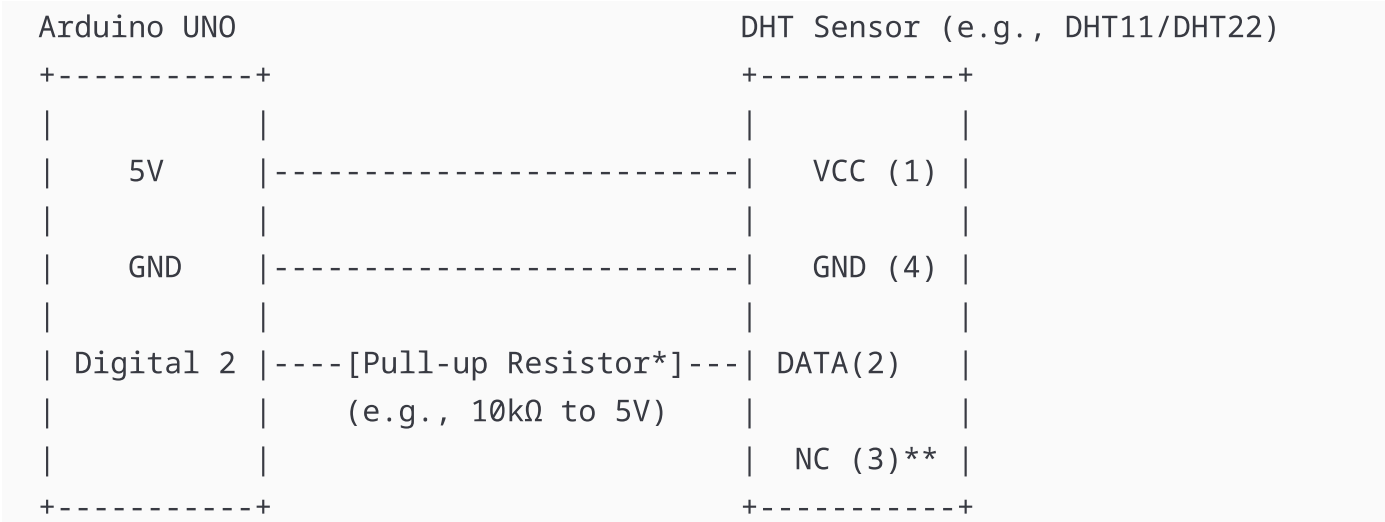 Arduino UNO                            DHT Sensor (e.g., DHT11/DHT22)
+-----------+                          +-----------+
|           |                          |           |
|    5V     |--------------------------|   VCC (1) |
|           |                          |           |
|    GND    |--------------------------|   GND (4) |
|           |                          |           |
| Digital 2 |----[Pull-up Resistor*]---| DATA(2)   |
|           |    (e.g., 10kΩ to 5V)    |           |
|           |                          |  NC (3)** |
+-----------+                          +-----------+